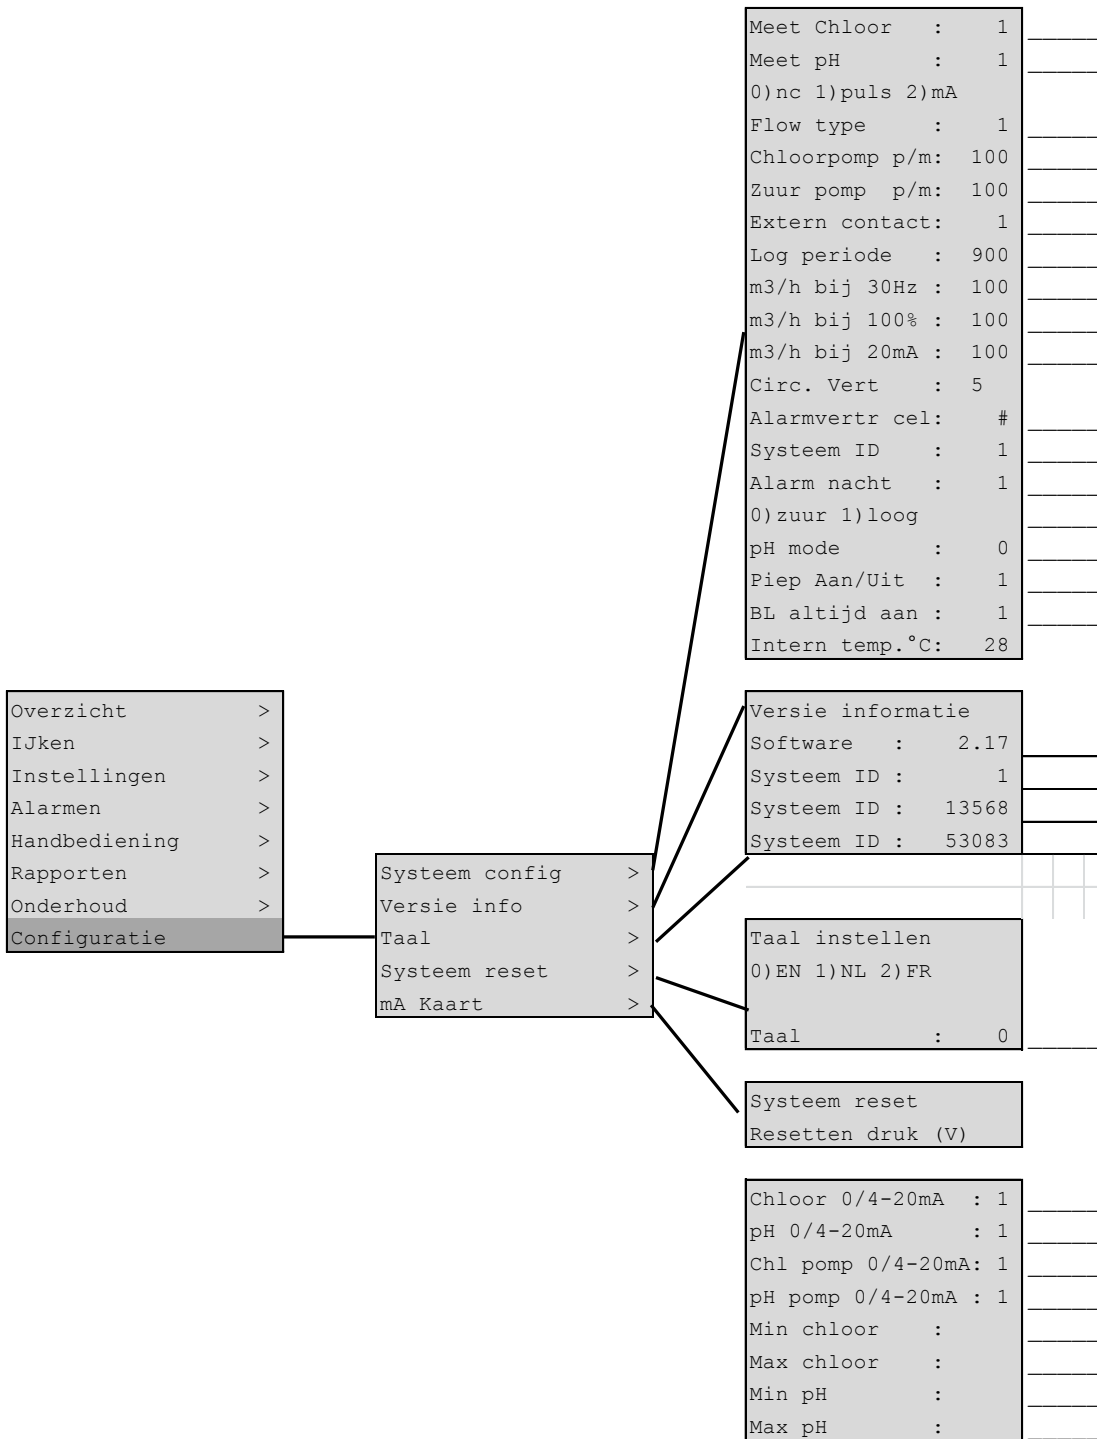 Meet Chloor : 1
Meet pH : 1
0)nc 1)puls 2)mA
Flow type : 1
Chloorpomp p/m: 100
Zuur pomp p/m: 100
Extern contact: 1
Log periode : 900
m3/h bij 30Hz : 100
m3/h bij 100% : 100
m3/h bij 20mA : 100
Circ. Vert : 5
Alarmvertr cel: #
Systeem ID : 1
Alarm nacht : 1
0)zuur 1)loog
pH mode : 0
Piep Aan/Uit : 1
BL altijd aan : 1
Intern temp.°C: 28
Overzicht >
IJken >
Instellingen >
Alarmen >
Handbediening >
Rapporten >
Onderhoud >
Configuratie
Systeem config >
Versie info >
Taal >
Systeem reset >
mA Kaart >
Versie informatie
Software : 2.17
Systeem ID : 1
Systeem ID : 13568
Systeem ID : 53083
Taal instellen
0)EN 1)NL 2)FR
Taal : 0
Systeem reset
Resetten druk (V)
Chloor 0/4-20mA : 1
pH 0/4-20mA : 1
Chl pomp 0/4-20mA: 1
pH pomp 0/4-20mA : 1
Min chloor :
Max chloor :
Min pH :
Max pH :